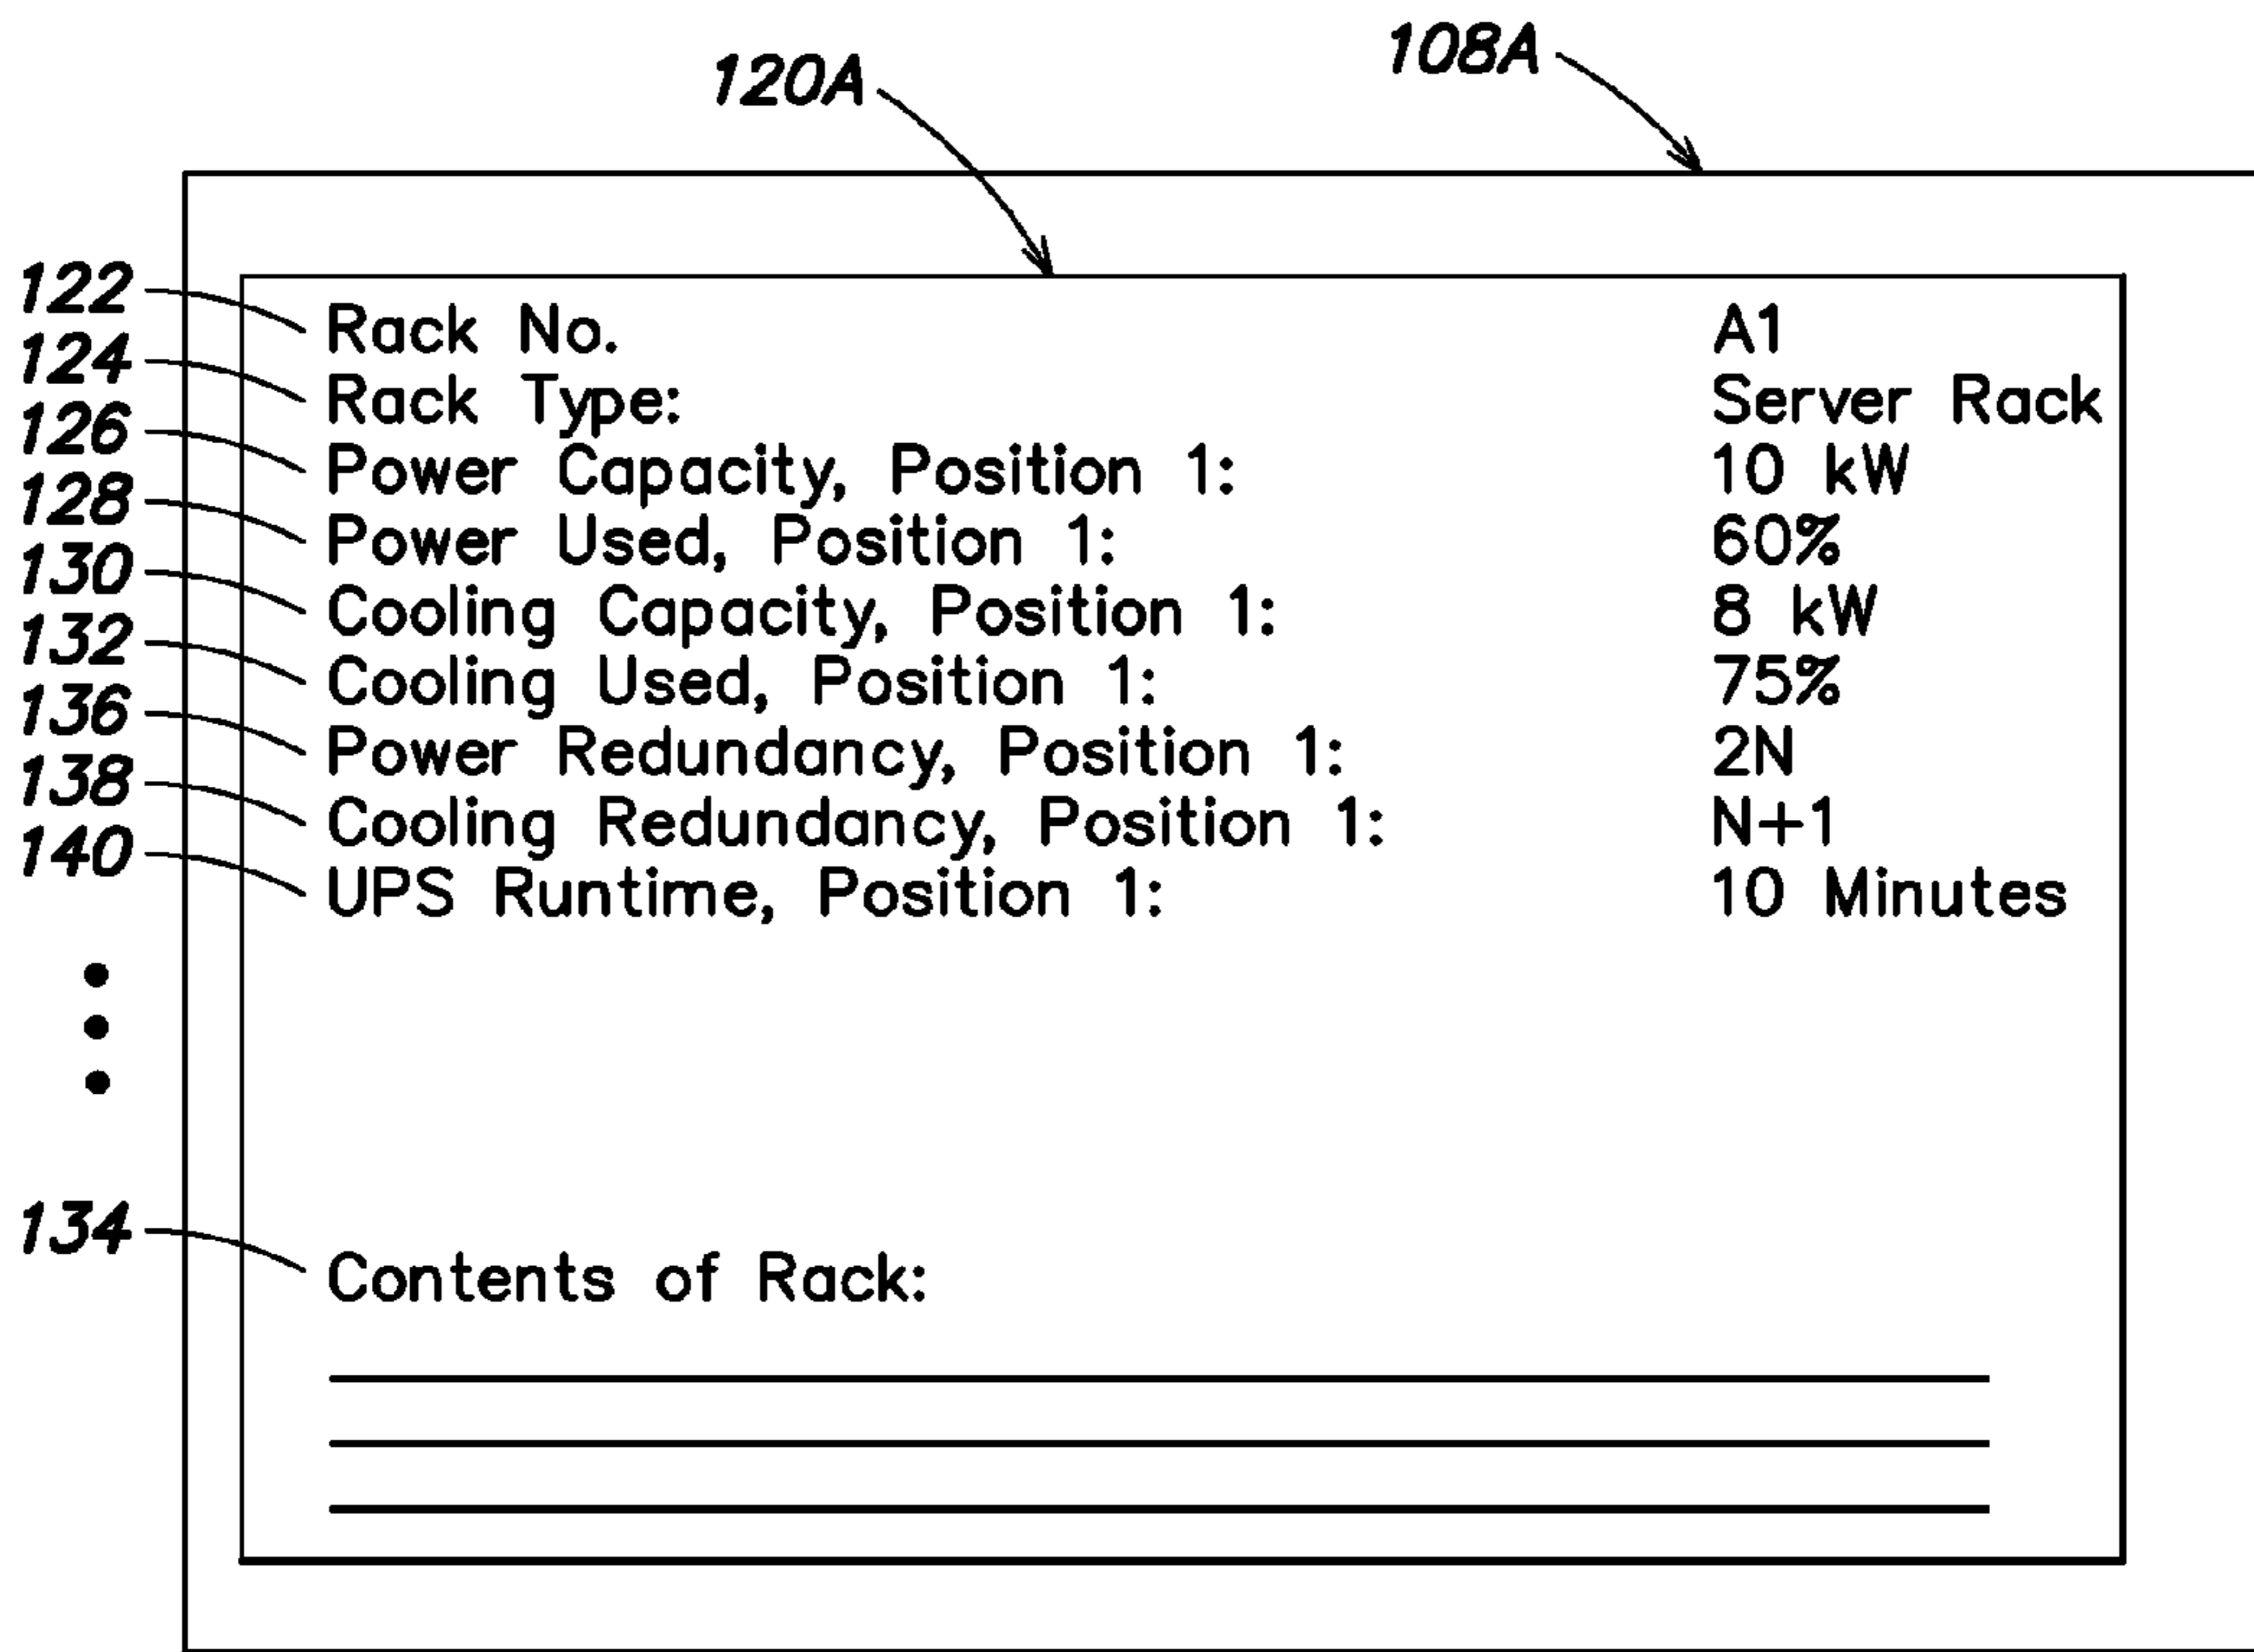 120A
108A
122 Rack No. A1
124 Rack Type: Server Rack
126 Power Capacity, Position 1: 10 kW
128 Power Used, Position 1: 60%
130 Cooling Capacity, Position 1: 8 kW
132 Cooling Used, Position 1: 75%
136 Power Redundancy, Position 1: 2N
138 Cooling Redundancy, Position 1: N+1
140 UPS Runtime, Position 1: 10 Minutes
134 Contents of Rack: